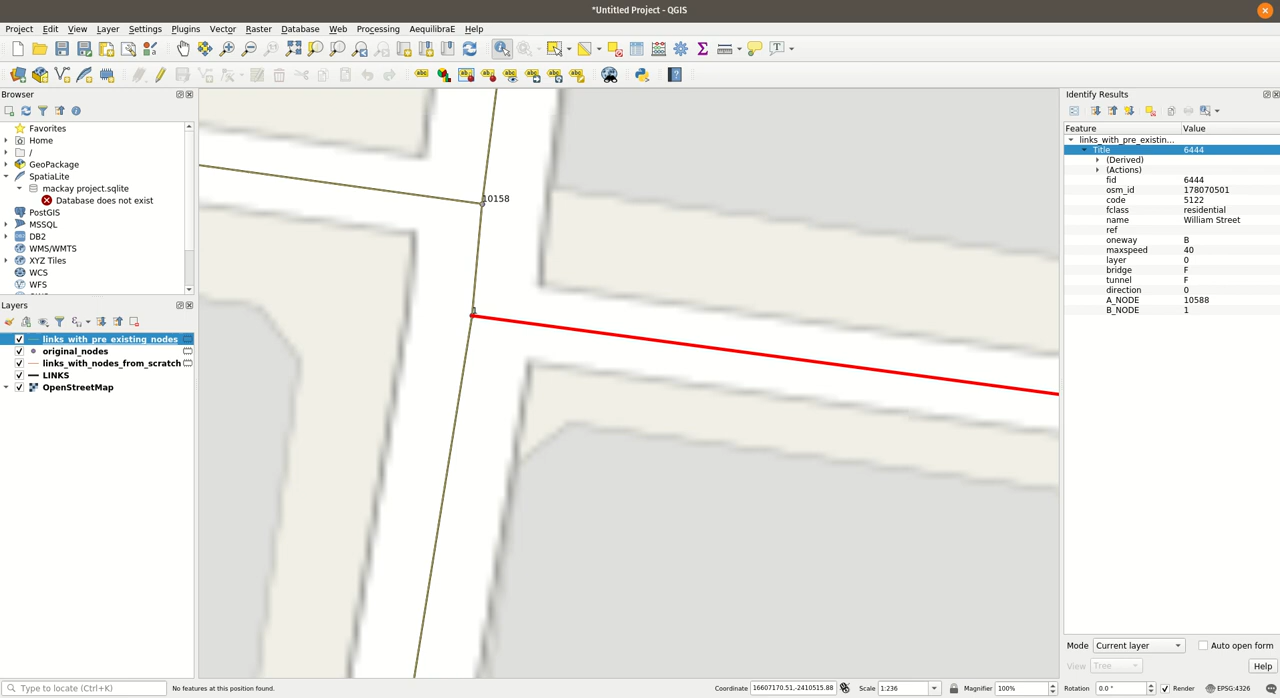 *Untitled Project - QGIS
Project Edit View Layer Settings Plugins Vector Raster Database Web Processing AequilibraE Help
Browser
Favorites
Home
/
GeoPackage
SpatiaLite
mackay project.sqlite
Database does not exist
PostGIS
MSSQL
DB2
WMS/WMTS
XYZ Tiles
WCS
WFS
Layers
links_with_pre_existing_nodes
original_nodes
links_with_nodes_from_scratch
LINKS
OpenStreetMap
10158
1
Identify Results
Feature Value
links_with_pre_existin...
Title 6444
(Derived)
(Actions)
fid 6444
osm_id 178070501
code 5122
fclass residential
name William Street
ref
oneway B
maxspeed 40
layer 0
bridge F
tunnel F
direction 0
A_NODE 10588
B_NODE 1
Mode Current layer Auto open form
View Tree Help
Type to locate (Ctrl+K) No features at this position found. Coordinate 16607170.51,-2410515.88 Scale 1:236 Magnifier 100% Rotation 0.0 ° Render EPSG:4326